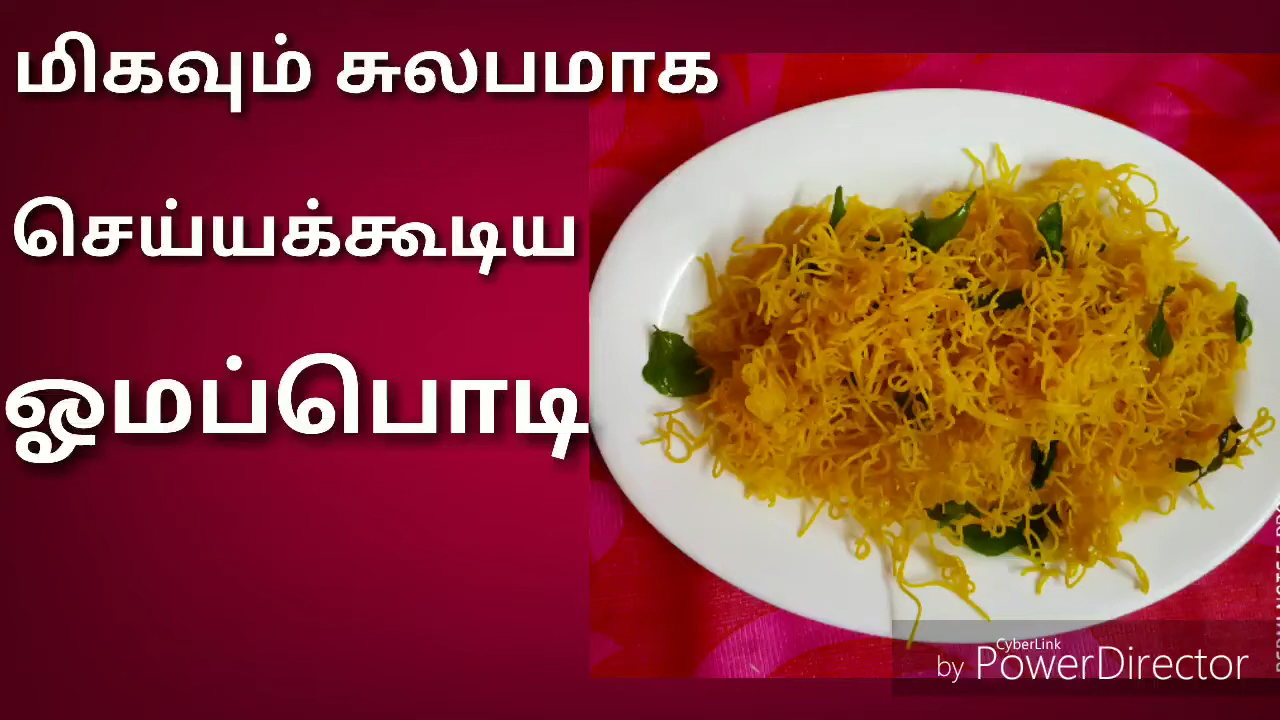 மிகவும் சுலபமாக
செய்யக்கூடிய
ஓமப்பொடி
CyberLink
by PowerDirector